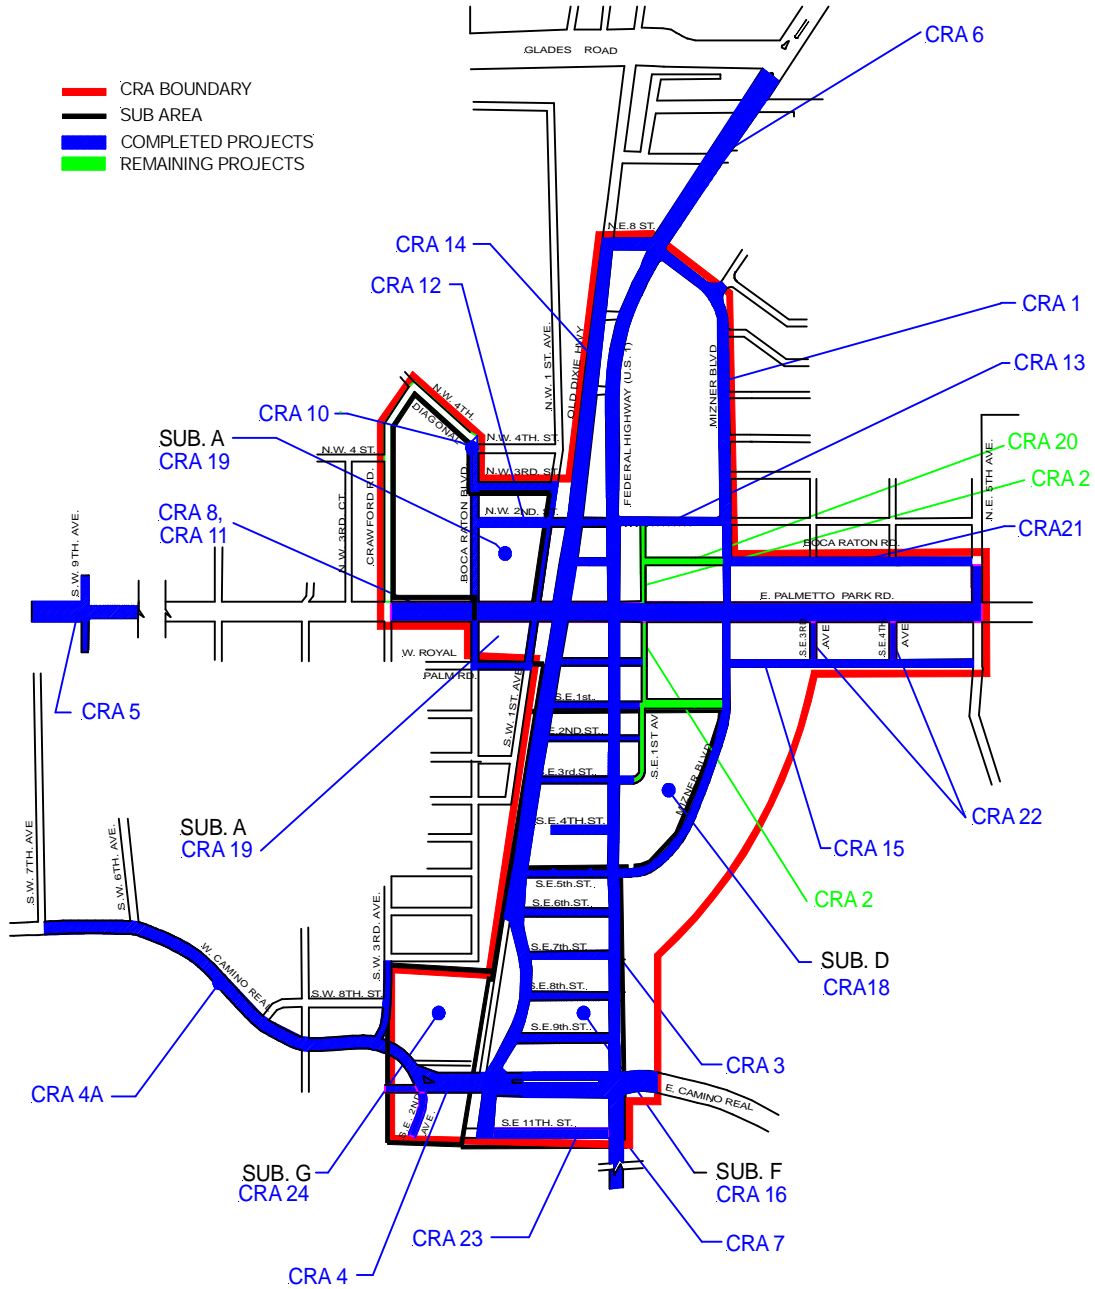 GLADES ROAD
CRA 6
CRA BOUNDARY
SUB AREA
COMPLETED PROJECTS
REMAINING PROJECTS
N.E.8 ST.
CRA 14
CRA 12
CRA 1
CRA 13
N.W. 1 ST. AVE.
OLD DIXIE HWY
FEDERAL HIGHWAY (U.S. 1)
MIZNER BLVD
N.W. 4TH
DIAGONAL
CRA 10
SUB. A
CRA 19
N.W. 4 ST.
N.W. 4TH. ST.
N.W. 3RD. ST.
N.W. 2ND. ST.
CRA 20
CRA 2
N.E. 5TH AVE.
CRA 8,
CRA 11
S.W. 9TH. AVE.
N.W. 3RD. CT.
CRAWFORD RD.
BOCA RATON BLVD.
BOCA RATON RD.
CRA21
E. PALMETTO PARK RD.
S.E.3RD
AVE
S.E.4TH
AVE
W. ROYAL
PALM RD.
S.W. 1ST. AVE
CRA 5
S.E.1st.
S.E.1ST AV
E.2ND.ST.
S.E.3rd.ST.
MIZNER BLVD
S.E.4TH.ST.
CRA 22
CRA 15
SUB. A
CRA 19
S.W. 7TH. AVE
S.W. 6TH. AVE.
S.E.5th.ST.
CRA 2
S.E.6th.ST.
S.W. 3RD. AVE.
S.E.7th.ST.
W. CAMINO REAL
SUB. D
CRA18
S.W. 8TH. ST.
S.E.8th.ST.
S.E.9th.ST.
CRA 3
CRA 4A
E. CAMINO REAL
S.E. 2ND
AVE.
S.E 11TH. ST.
SUB. G
CRA 24
SUB. F
CRA 16
CRA 23
CRA 7
CRA 4